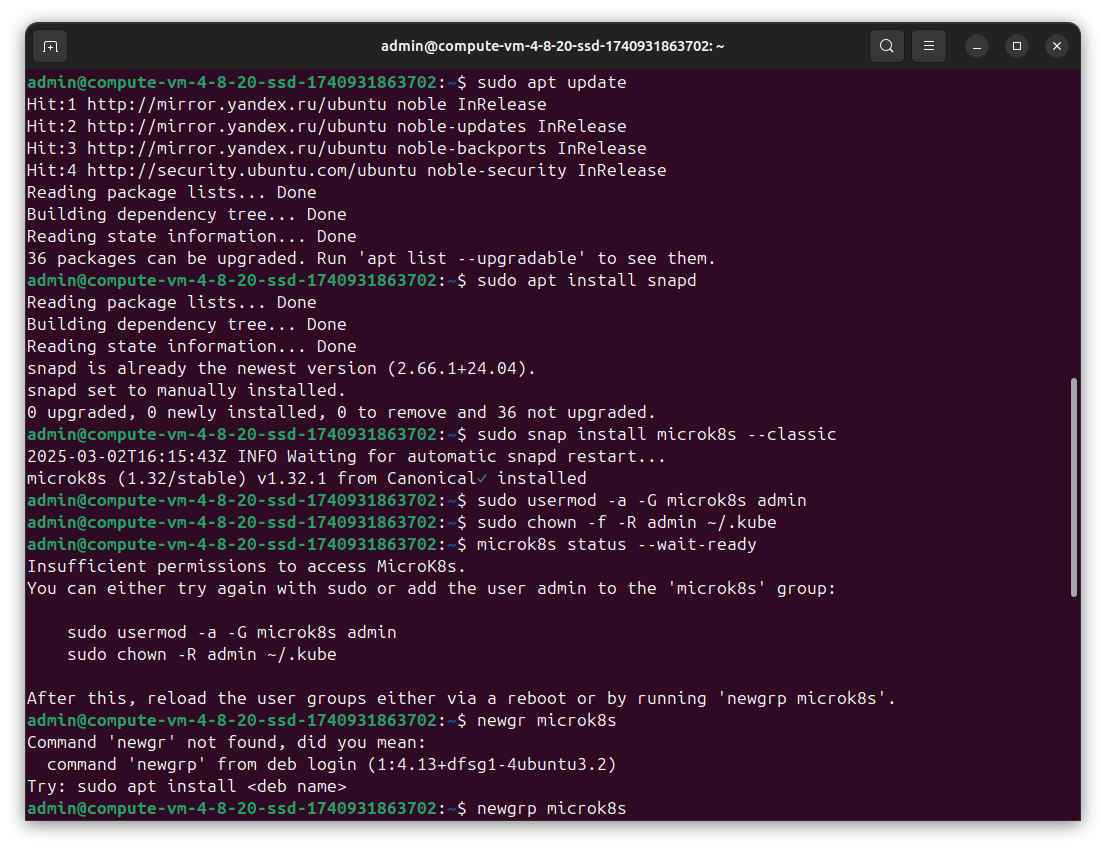 admin@compute-vm-4-8-20-ssd-1740931863702: ~
admin@compute-vm-4-8-20-ssd-1740931863702:~$ sudo apt update
Hit:1 http://mirror.yandex.ru/ubuntu noble InRelease
Hit:2 http://mirror.yandex.ru/ubuntu noble-updates InRelease
Hit:3 http://mirror.yandex.ru/ubuntu noble-backports InRelease
Hit:4 http://security.ubuntu.com/ubuntu noble-security InRelease
Reading package lists... Done
Building dependency tree... Done
Reading state information... Done
36 packages can be upgraded. Run 'apt list --upgradable' to see them.
admin@compute-vm-4-8-20-ssd-1740931863702:~$ sudo apt install snapd
Reading package lists... Done
Building dependency tree... Done
Reading state information... Done
snapd is already the newest version (2.66.1+24.04).
snapd set to manually installed.
0 upgraded, 0 newly installed, 0 to remove and 36 not upgraded.
admin@compute-vm-4-8-20-ssd-1740931863702:~$ sudo snap install microk8s --classic
2025-03-02T16:15:43Z INFO Waiting for automatic snapd restart...
microk8s (1.32/stable) v1.32.1 from Canonical✓ installed
admin@compute-vm-4-8-20-ssd-1740931863702:~$ sudo usermod -a -G microk8s admin
admin@compute-vm-4-8-20-ssd-1740931863702:~$ sudo chown -f -R admin ~/.kube
admin@compute-vm-4-8-20-ssd-1740931863702:~$ microk8s status --wait-ready
Insufficient permissions to access MicroK8s.
You can either try again with sudo or add the user admin to the 'microk8s' group:

    sudo usermod -a -G microk8s admin
    sudo chown -R admin ~/.kube

After this, reload the user groups either via a reboot or by running 'newgrp microk8s'.
admin@compute-vm-4-8-20-ssd-1740931863702:~$ newgr microk8s
Command 'newgr' not found, did you mean:
  command 'newgrp' from deb login (1:4.13+dfsg1-4ubuntu3.2)
Try: sudo apt install <deb name>
admin@compute-vm-4-8-20-ssd-1740931863702:~$ newgrp microk8s